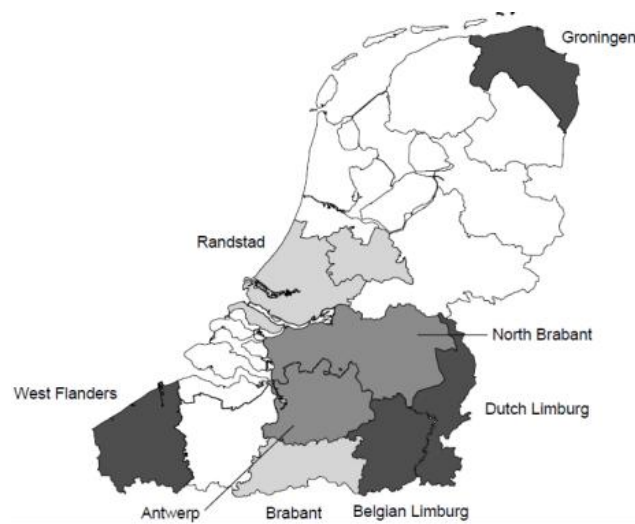 Groningen
Randstad
North Brabant
West Flanders
Dutch Limburg
Antwerp
Brabant
Belgian Limburg